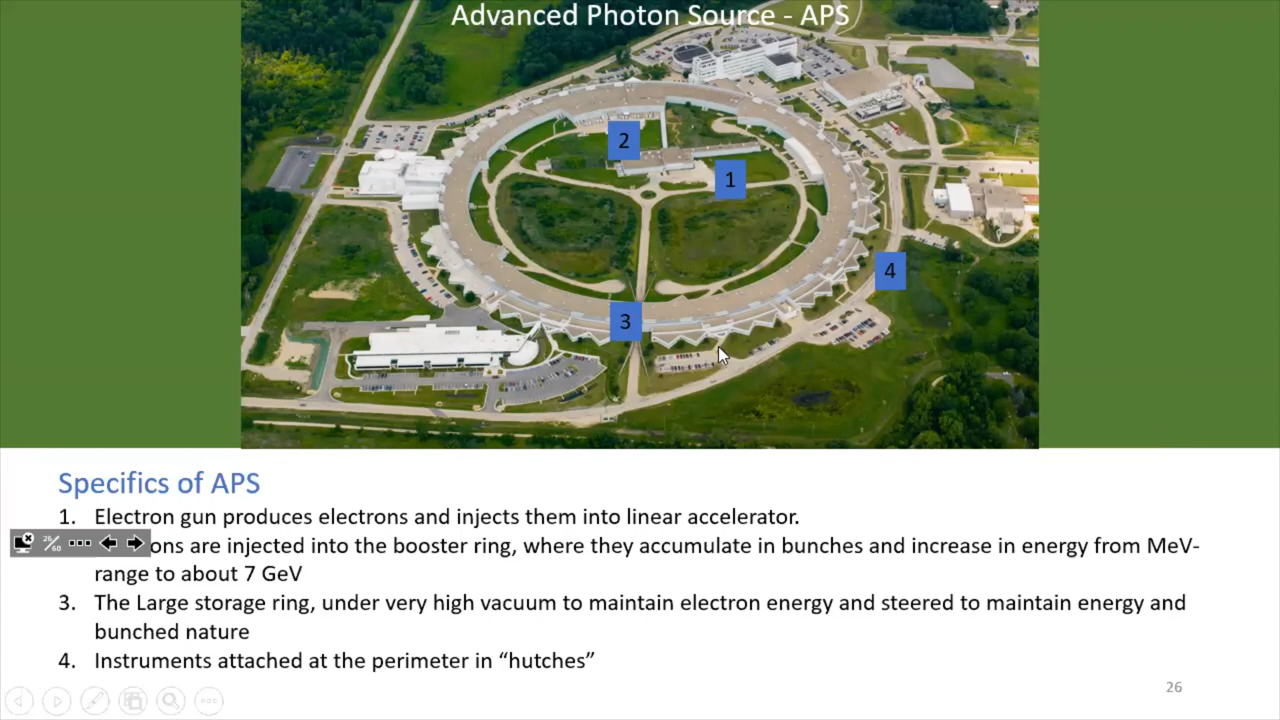 Advanced Photon Source - APS
2
1
4
3
Specifics of APS
1. Electron gun produces electrons and injects them into linear accelerator.
26/60 ons are injected into the booster ring, where they accumulate in bunches and increase in energy from MeV-
range to about 7 GeV
3. The Large storage ring, under very high vacuum to maintain electron energy and steered to maintain energy and
bunched nature
4. Instruments attached at the perimeter in “hutches”
26